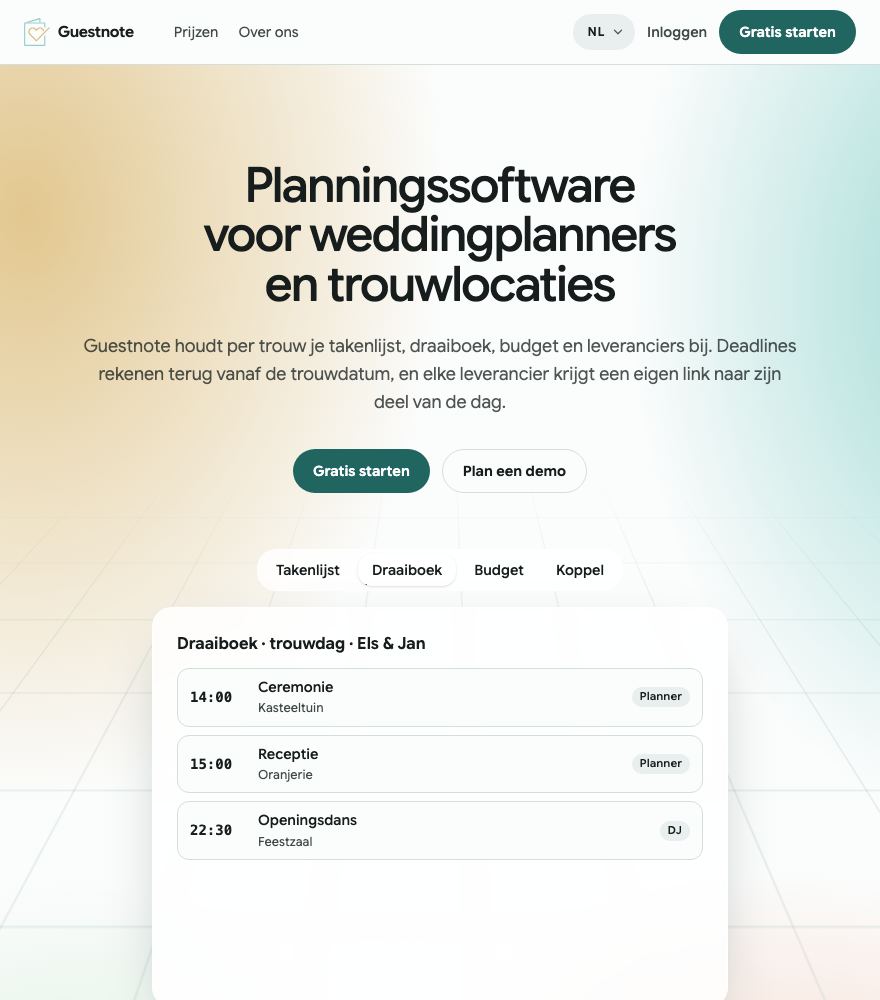 Guestnote
Prijzen
Over ons
NL
Inloggen
Gratis starten
Planningssoftware
voor weddingplanners
en trouwlocaties
Guestnote houdt per trouw je takenlijst, draaiboek, budget en leveranciers bij. Deadlines
rekenen terug vanaf de trouwdatum, en elke leverancier krijgt een eigen link naar zijn
deel van de dag.
Gratis starten
Plan een demo
Takenlijst
Draaiboek
Budget
Koppel
Draaiboek · trouwdag · Els & Jan
14:00
Ceremonie
Kasteeltuin
Planner
15:00
Receptie
Oranjerie
Planner
22:30
Openingsdans
Feestzaal
DJ